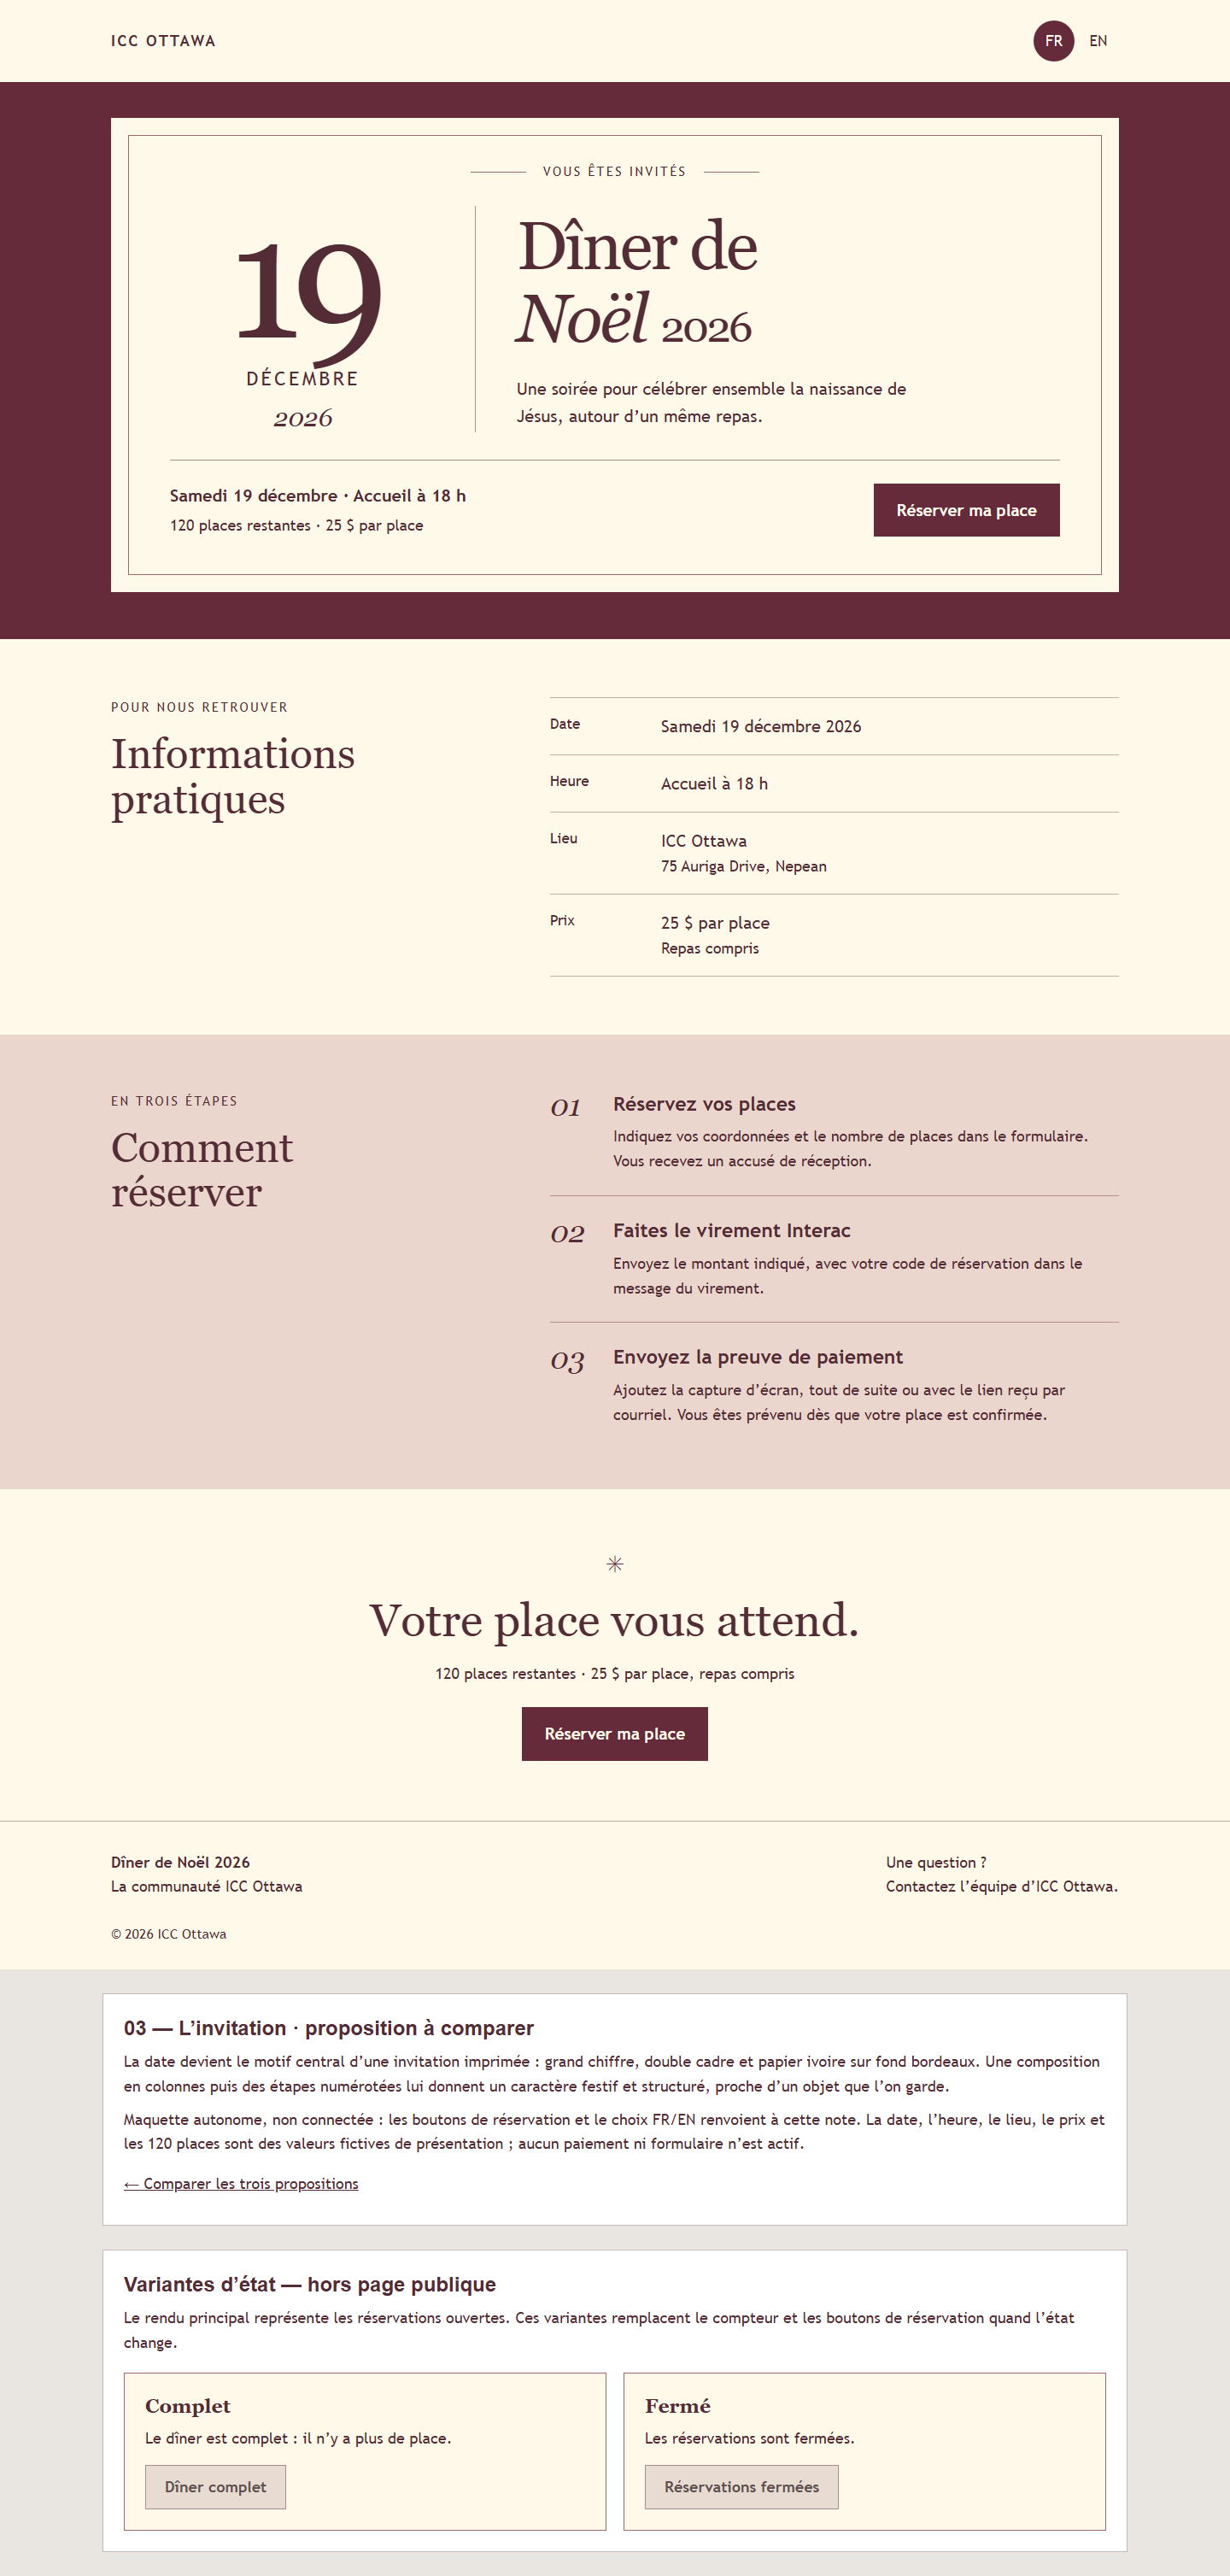 ICC OTTAWA
FR EN
VOUS ÊTES INVITÉS
19
DÉCEMBRE
2026
Dîner de
Noël 2026
Une soirée pour célébrer ensemble la naissance de
Jésus, autour d’un même repas.
Samedi 19 décembre · Accueil à 18 h
120 places restantes · 25 $ par place
Réserver ma place
POUR NOUS RETROUVER
Informations
pratiques
Date
Samedi 19 décembre 2026
Heure
Accueil à 18 h
Lieu
ICC Ottawa
75 Auriga Drive, Nepean
Prix
25 $ par place
Repas compris
EN TROIS ÉTAPES
Comment
réserver
01
Réservez vos places
Indiquez vos coordonnées et le nombre de places dans le formulaire.
Vous recevez un accusé de réception.
02
Faites le virement Interac
Envoyez le montant indiqué, avec votre code de réservation dans le
message du virement.
03
Envoyez la preuve de paiement
Ajoutez la capture d’écran, tout de suite ou avec le lien reçu par
courriel. Vous êtes prévenu dès que votre place est confirmée.
Votre place vous attend.
120 places restantes · 25 $ par place, repas compris
Réserver ma place
Dîner de Noël 2026
La communauté ICC Ottawa
Une question ?
Contactez l’équipe d’ICC Ottawa.
© 2026 ICC Ottawa
03 — L’invitation · proposition à comparer
La date devient le motif central d’une invitation imprimée : grand chiffre, double cadre et papier ivoire sur fond bordeaux. Une composition
en colonnes puis des étapes numérotées lui donnent un caractère festif et structuré, proche d’un objet que l’on garde.
Maquette autonome, non connectée : les boutons de réservation et le choix FR/EN renvoient à cette note. La date, l’heure, le lieu, le prix et
les 120 places sont des valeurs fictives de présentation ; aucun paiement ni formulaire n’est actif.
← Comparer les trois propositions
Variantes d’état — hors page publique
Le rendu principal représente les réservations ouvertes. Ces variantes remplacent le compteur et les boutons de réservation quand l’état
change.
Complet
Le dîner est complet : il n’y a plus de place.
Dîner complet
Fermé
Les réservations sont fermées.
Réservations fermées